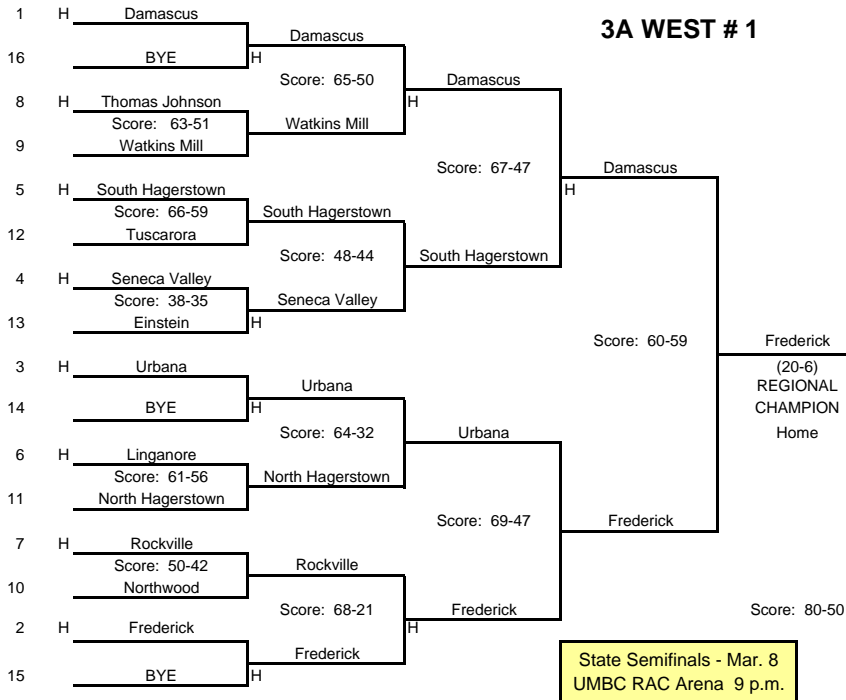 3A WEST # 1
1 H Damascus
Damascus
16 BYE H
Score: 65-50
Damascus
8 H Thomas Johnson H
Score: 63-51 Watkins Mill
9 Watkins Mill
Score: 67-47
Damascus
5 H South Hagerstown H
Score: 66-59 South Hagerstown
12 Tuscarora
Score: 48-44
South Hagerstown
4 H Seneca Valley
Score: 38-35 Seneca Valley
13 Einstein H
Score: 60-59
Frederick
3 H Urbana
(20-6)
REGIONAL
Urbana
14 BYE H
CHAMPION
Score: 64-32
Urbana
Home
6 H Linganore
Score: 61-56 North Hagerstown
11 North Hagerstown
Score: 69-47
Frederick
7 H Rockville
Score: 50-42 Rockville
10 Northwood
Score: 68-21
Frederick
Score: 80-50
2 H Frederick H
Frederick
15 BYE H
State Semifinals - Mar. 8
UMBC RAC Arena 9 p.m.